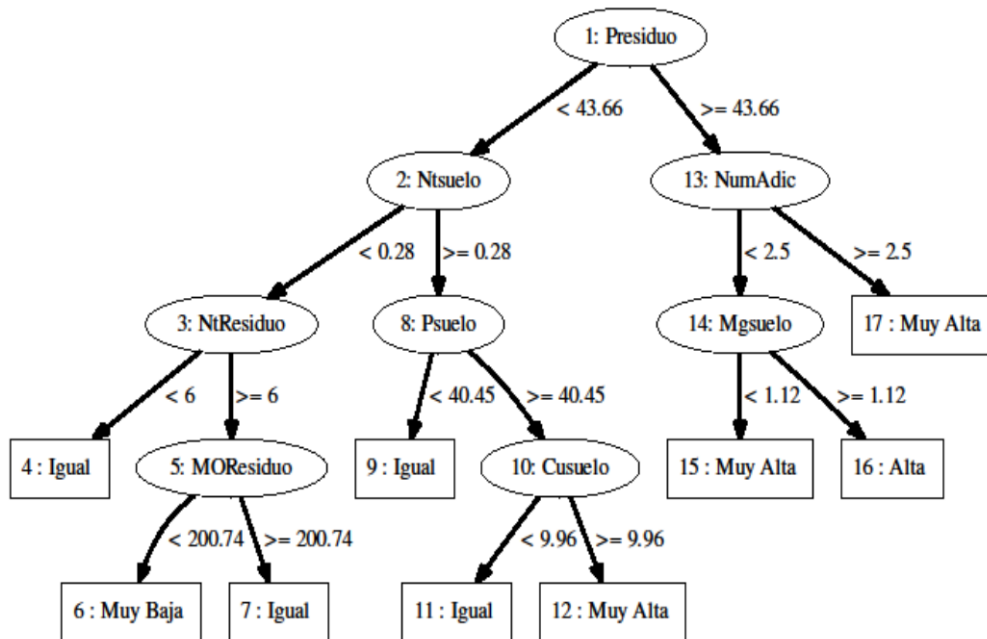 1: Presiduo
< 43.66
>= 43.66
2: Ntsuelo
13: NumAdic
< 0.28
>= 0.28
< 2.5
>= 2.5
3: NtResiduo
8: Psuelo
14: Mgsuelo
17 : Muy Alta
< 6
>= 6
< 40.45
>= 40.45
< 1.12
>= 1.12
4 : Igual
5: MOResiduo
9 : Igual
10: Cusuelo
15 : Muy Alta
16 : Alta
< 200.74
>= 200.74
< 9.96
>= 9.96
6 : Muy Baja
7 : Igual
11 : Igual
12 : Muy Alta